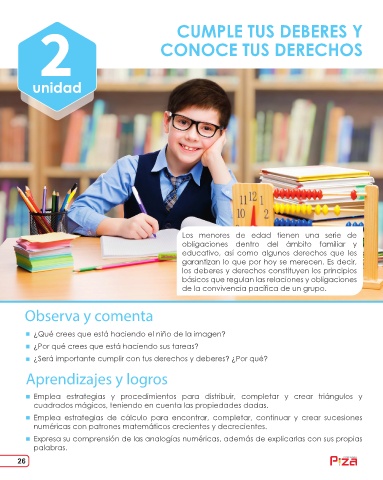 2
unidad
CUMPLE TUS DEBERES Y
CONOCE TUS DERECHOS
11 12 1
10 2
Los menores de edad tienen una serie de
obligaciones dentro del ámbito familiar y
educativo, así como algunos derechos que les
garantizan lo que por hoy se merecen. Es decir,
los deberes y derechos constituyen los principios
básicos que regulan las relaciones y obligaciones
de la convivencia pacífica de un grupo.
Observa y comenta
¿Qué crees que está haciendo el niño de la imagen?
¿Por qué crees que está haciendo sus tareas?
¿Será importante cumplir con tus derechos y deberes? ¿Por qué?
Aprendizajes y logros
Emplea estrategias y procedimientos para distribuir, completar y crear triángulos y
cuadrados mágicos, teniendo en cuenta las propiedades dadas.
Emplea estrategias de cálculo para encontrar, completar, continuar y crear sucesiones
numéricas con patrones matemáticos crecientes y decrecientes.
Expresa su comprensión de las analogías numéricas, además de explicarlas con sus propias
palabras.
26